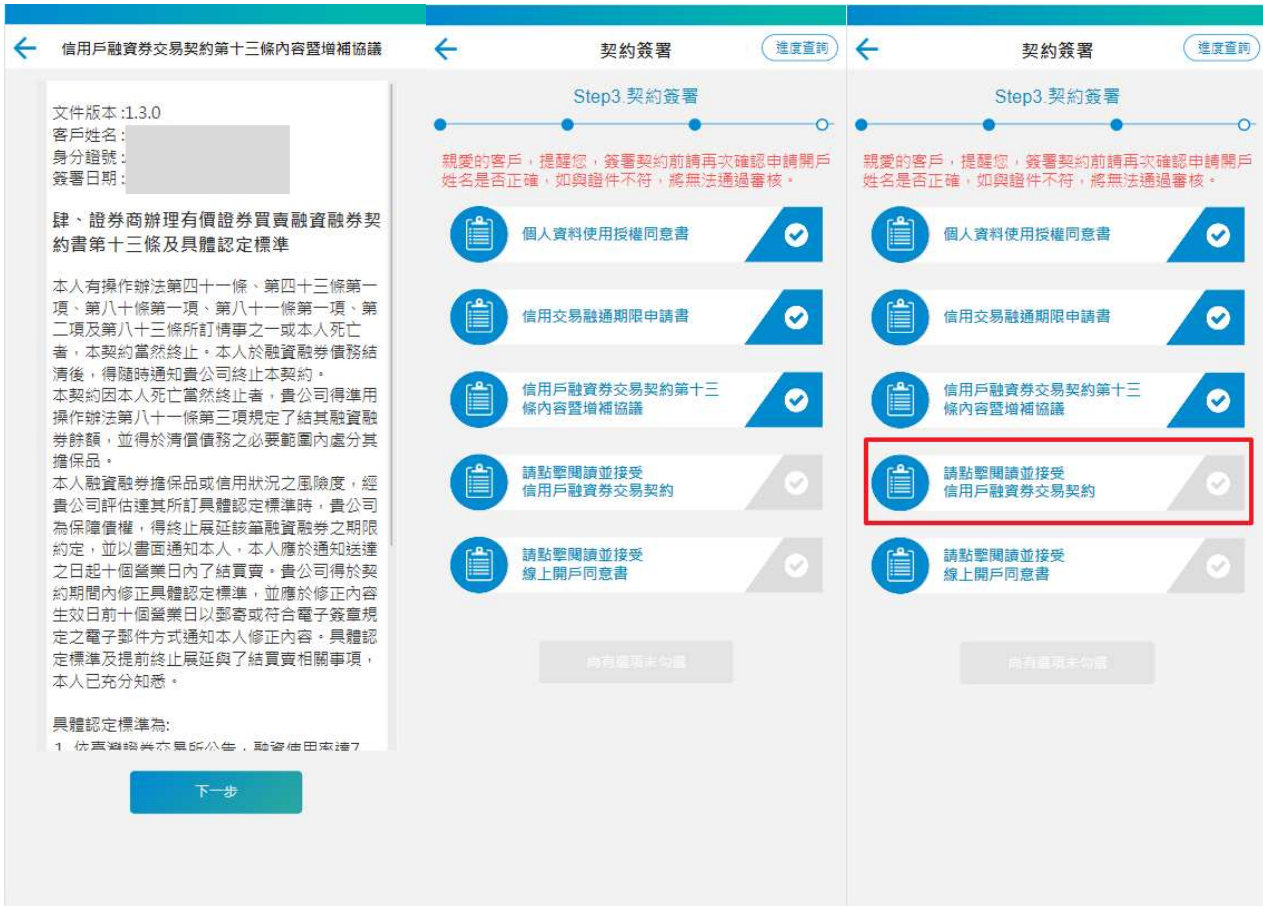 信用戶融資券交易契約第十三條內容暨增補協議
文件版本:1.3.0
客戶姓名:
身分證號:
簽署日期:
肆、證券商辦理有價證券買賣融資融券契
約書第十三條及具體認定標準
本人有操作辦法第四十一條、第四十三條第一
項、第八十條第一項、第八十一條第一項、第
二項及第八十三條所訂情事之一或本人死亡
者，本契約當然終止。本人於融資融券債務結
清後，得隨時通知貴公司終止本契約。
本契約因本人死亡當然終止者，貴公司得準用
操作辦法第八十一條第三項規定了結其融資融
券餘額，並得於清償債務之必要範圍內處分其
擔保品。
本人融資融券擔保品或信用狀況之風險度，經
貴公司評估達其所訂具體認定標準時，貴公司
為保障債權，得終止展延該筆融資融券之期限
約定，並以書面通知本人，本人應於通知送達
之日起十個營業日內了結買賣。貴公司得於契
約期間內修正具體認定標準，並應於修正內容
生效日前十個營業日以郵寄或符合電子簽章規
定之電子郵件方式通知本人修正內容。具體認
定標準及提前終止展延與了結買賣相關事項，
本人已充分知悉。
具體認定標準為:
1. 依臺灣證券交易所公告，融資使用率達7
下一步
契約簽署
進度查詢
Step3.契約簽署
親愛的客戶，提醒您，簽署契約前請再次確認申請開戶
姓名是否正確，如與證件不符，將無法通過審核。
個人資料使用授權同意書
信用交易融通期限申請書
信用戶融資券交易契約第十三
條內容暨增補協議
請點擊閱讀並接受
信用戶融資券交易契約
請點擊閱讀並接受
線上開戶同意書
尚有選項未勾選
契約簽署
進度查詢
Step3.契約簽署
親愛的客戶，提醒您，簽署契約前請再次確認申請開戶
姓名是否正確，如與證件不符，將無法通過審核。
個人資料使用授權同意書
信用交易融通期限申請書
信用戶融資券交易契約第十三
條內容暨增補協議
請點擊閱讀並接受
信用戶融資券交易契約
請點擊閱讀並接受
線上開戶同意書
尚有選項未勾選